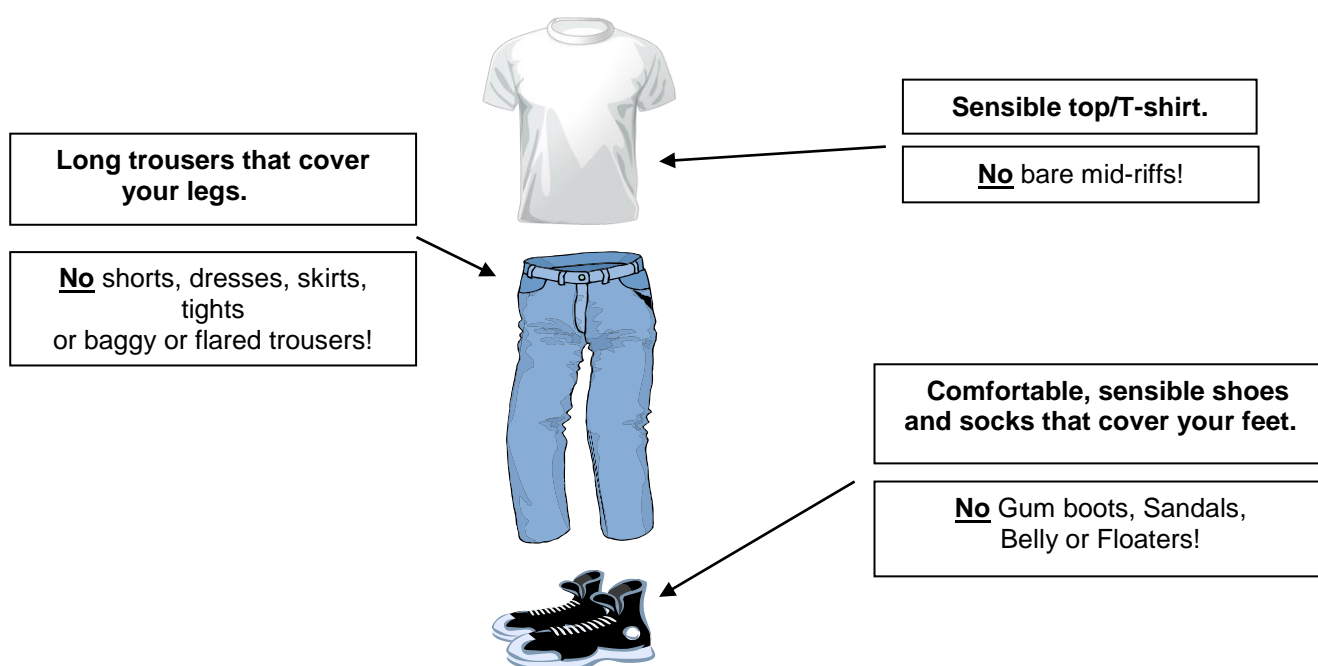 Sensible top/T-shirt.
No bare mid-riffs!
Long trousers that cover
your legs.
No shorts, dresses, skirts,
tights
or baggy or flared trousers!
Comfortable, sensible shoes
and socks that cover your feet.
No Gum boots, Sandals,
Belly or Floaters!